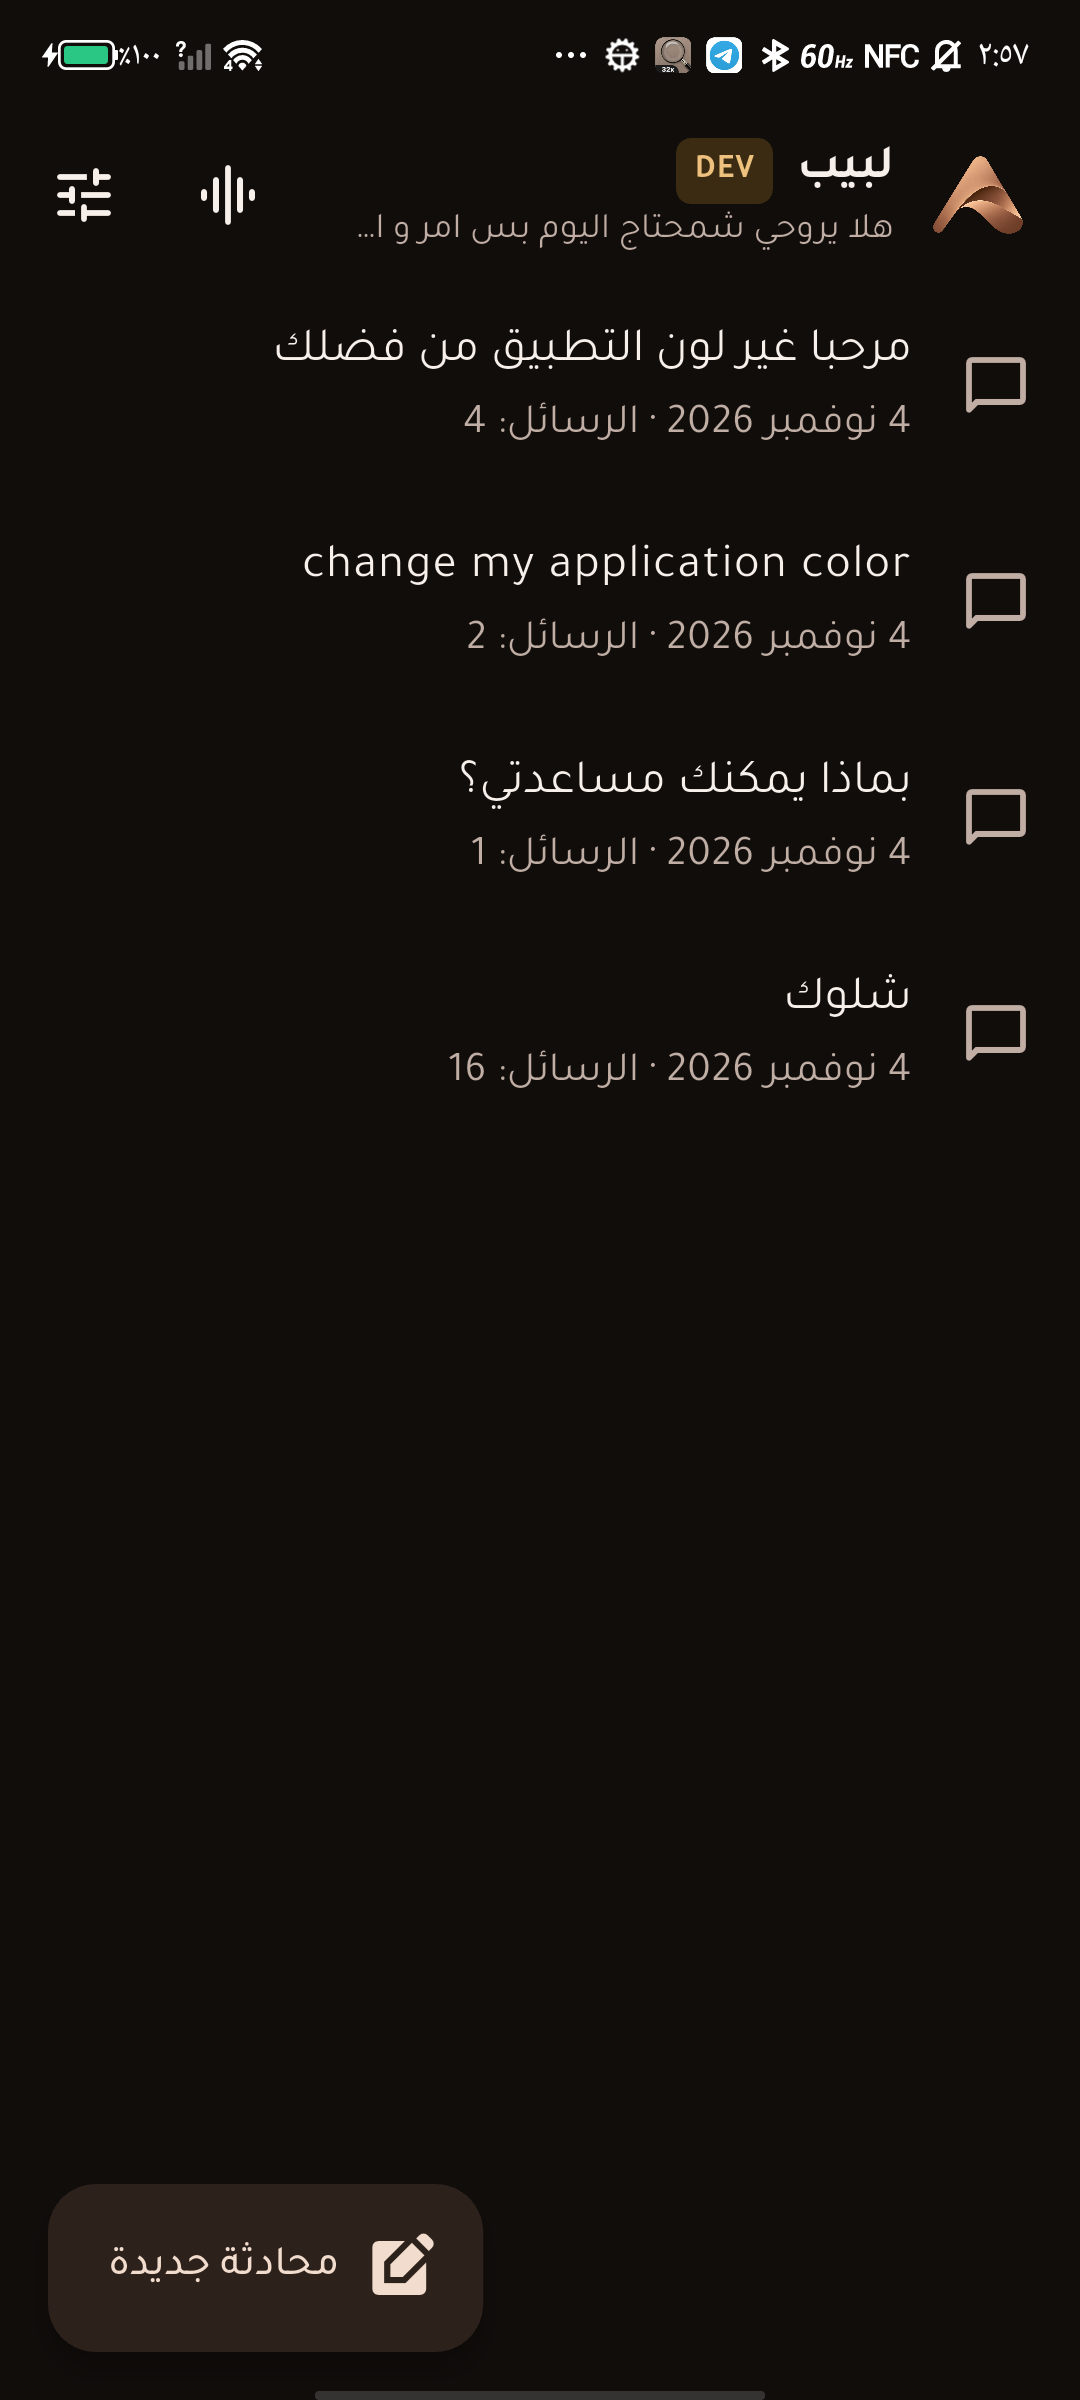 ٢:٥٧ NFC 60Hz ٪١٠٠
32K
لبيب DEV
هلا يروحي شمحتاج اليوم بس امر و ا...
مرحبا غير لون التطبيق من فضلك
4 نوفمبر 2026 · الرسائل: 4
change my application color
4 نوفمبر 2026 · الرسائل: 2
بماذا يمكنك مساعدتي؟
4 نوفمبر 2026 · الرسائل: 1
شلوك
4 نوفمبر 2026 · الرسائل: 16
محادثة جديدة